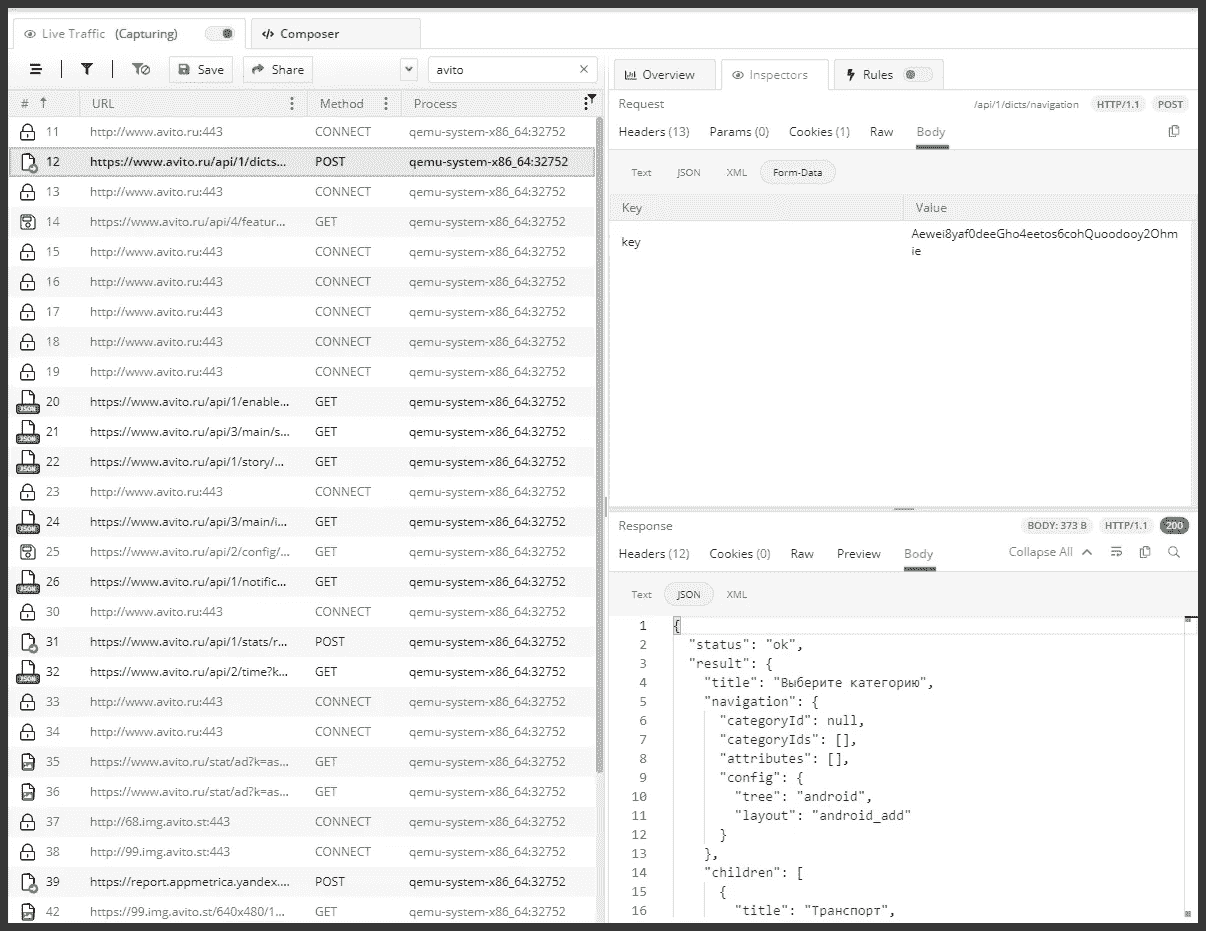 Live Traffic (Capturing)
</> Composer
Save Share avito
Overview Inspectors Rules
# URL Method Process
11 http://www.avito.ru:443 CONNECT qemu-system-x86_64:32752
12 https://www.avito.ru/api/1/dicts... POST qemu-system-x86_64:32752
13 http://www.avito.ru:443 CONNECT qemu-system-x86_64:32752
14 https://www.avito.ru/api/4/featur... GET qemu-system-x86_64:32752
15 http://www.avito.ru:443 CONNECT qemu-system-x86_64:32752
16 http://www.avito.ru:443 CONNECT qemu-system-x86_64:32752
17 http://www.avito.ru:443 CONNECT qemu-system-x86_64:32752
18 http://www.avito.ru:443 CONNECT qemu-system-x86_64:32752
19 http://www.avito.ru:443 CONNECT qemu-system-x86_64:32752
20 https://www.avito.ru/api/1/enable... GET qemu-system-x86_64:32752
21 https://www.avito.ru/api/3/main/s... GET qemu-system-x86_64:32752
22 https://www.avito.ru/api/1/story/... GET qemu-system-x86_64:32752
23 http://www.avito.ru:443 CONNECT qemu-system-x86_64:32752
24 https://www.avito.ru/api/3/main/i... GET qemu-system-x86_64:32752
25 https://www.avito.ru/api/2/config/... GET qemu-system-x86_64:32752
26 https://www.avito.ru/api/1/notific... GET qemu-system-x86_64:32752
30 http://www.avito.ru:443 CONNECT qemu-system-x86_64:32752
31 https://www.avito.ru/api/1/stats/r... POST qemu-system-x86_64:32752
32 https://www.avito.ru/api/2/time?k... GET qemu-system-x86_64:32752
33 http://www.avito.ru:443 CONNECT qemu-system-x86_64:32752
34 http://www.avito.ru:443 CONNECT qemu-system-x86_64:32752
35 https://www.avito.ru/stat/ad?k=as... GET qemu-system-x86_64:32752
36 https://www.avito.ru/stat/ad?k=as... GET qemu-system-x86_64:32752
37 http://68.img.avito.st:443 CONNECT qemu-system-x86_64:32752
38 http://99.img.avito.st:443 CONNECT qemu-system-x86_64:32752
39 https://report.appmetrica.yandex.... POST qemu-system-x86_64:32752
42 https://99.img.avito.st/640x480/1... GET qemu-system-x86_64:32752
Request /api/1/dicts/navigation HTTP/1.1 POST
Headers (13) Params (0) Cookies (1) Raw Body
Text JSON XML Form-Data
Key Value
key Aewei8yaf0deeGho4eetos6cohQuoodooy2Ohm
ie
Response BODY: 373 B HTTP/1.1 200
Headers (12) Cookies (0) Raw Preview Body Collapse All
Text JSON XML
1 {
2 "status": "ok",
3 "result": {
4 "title": "Выберите категорию",
5 "navigation": {
6 "categoryId": null,
7 "categoryIds": [],
8 "attributes": [],
9 "config": {
10 "tree": "android",
11 "layout": "android_add"
12 }
13 },
14 "children": [
15 {
16 "title": "Транспорт",